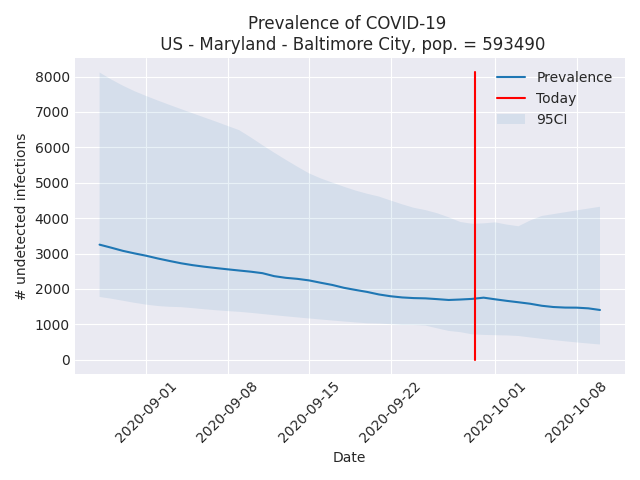 Prevalence of COVID-19
US - Maryland - Baltimore City, pop. = 593490
Prevalence
Today
95CI
8000
7000
6000
5000
4000
3000
2000
1000
0
# undetected infections
2020-09-01
2020-09-08
2020-09-15
2020-09-22
2020-10-01
2020-10-08
Date